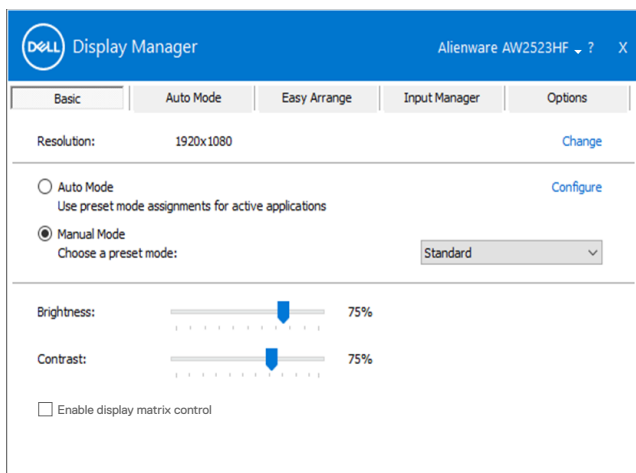 DELL Display Manager Alienware AW2523HF ? X
Basic Auto Mode Easy Arrange Input Manager Options
Resolution: 1920x1080 Change
Auto Mode Configure
Use preset mode assignments for active applications
Manual Mode
Choose a preset mode: Standard
Brightness: 75%
Contrast: 75%
Enable display matrix control